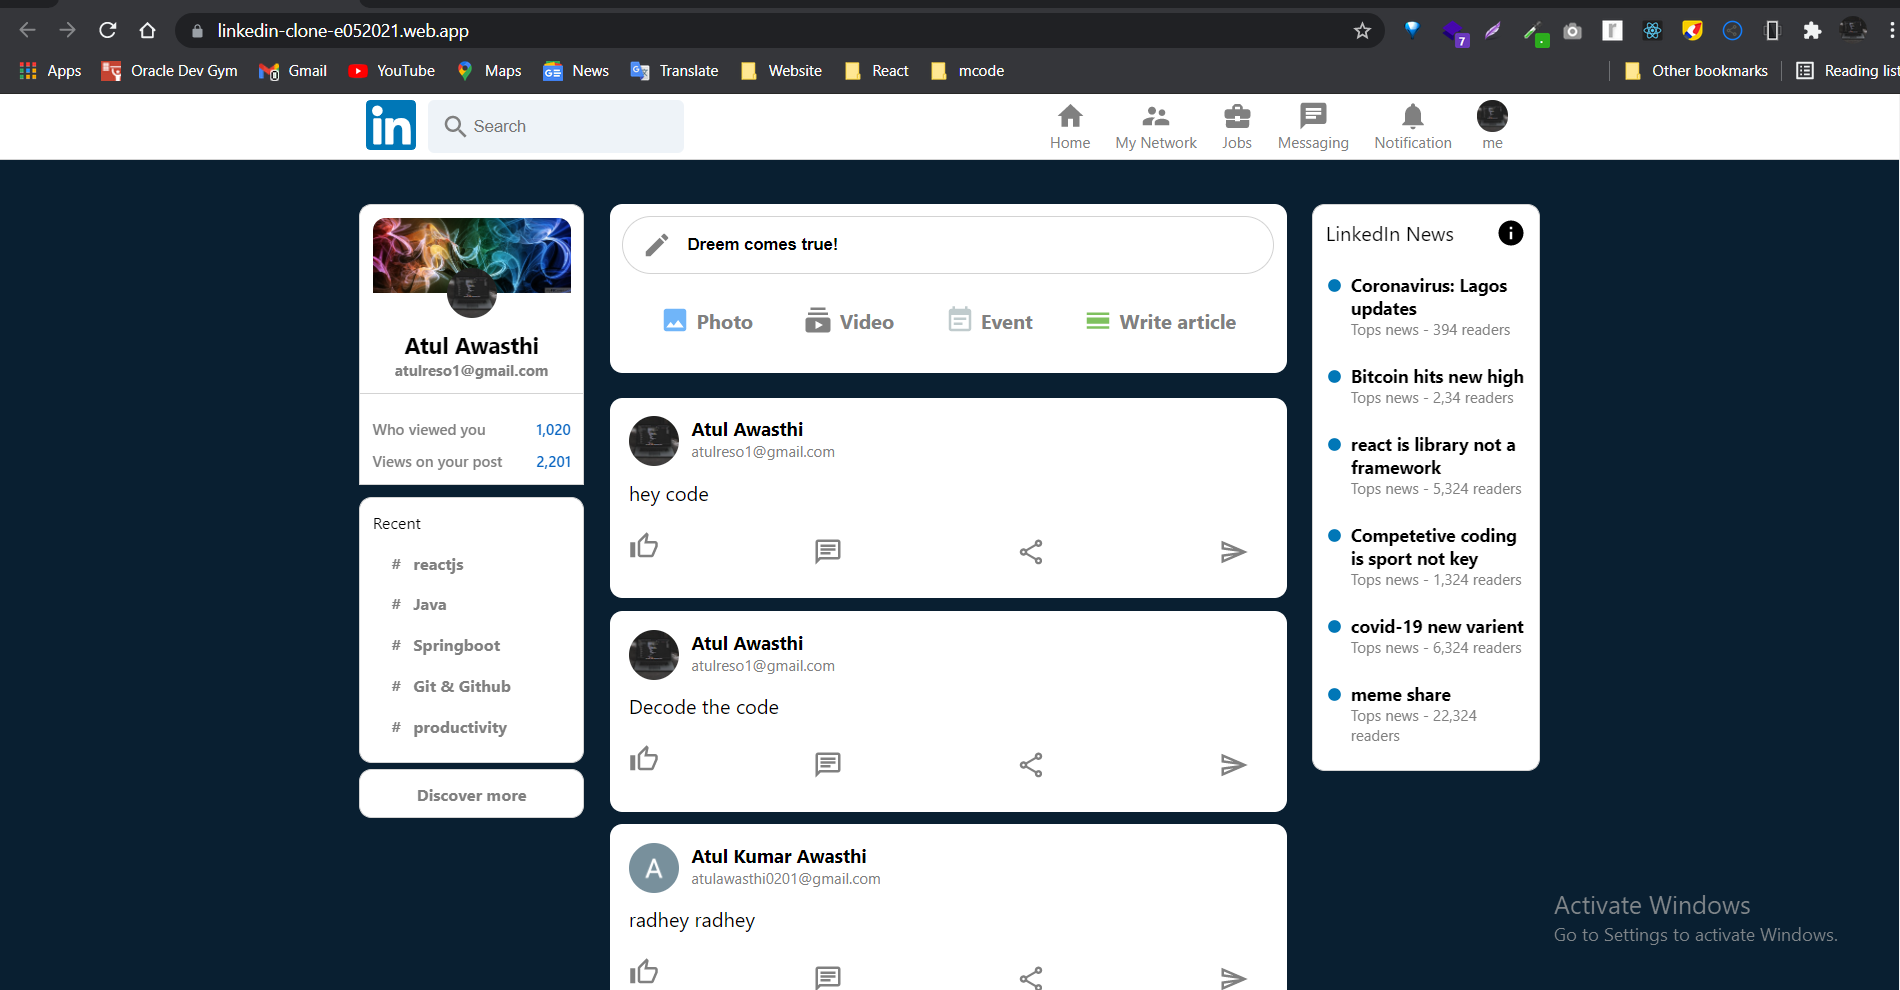 linkedin-clone-e052021.web.app
7
Apps
Oracle Dev Gym
Gmail
YouTube
Maps
News
Translate
Website
React
mcode
Other bookmarks
Reading list
in
Search
Home
My Network
Jobs
Messaging
Notification
me
Atul Awasthi
atulreso1@gmail.com
Who viewed you 1,020
Views on your post 2,201
Recent
# reactjs
# Java
# Springboot
# Git & Github
# productivity
Discover more
Dreem comes true!
Photo
Video
Event
Write article
Atul Awasthi
atulreso1@gmail.com
hey code
Atul Awasthi
atulreso1@gmail.com
Decode the code
A
Atul Kumar Awasthi
atulawasthi0201@gmail.com
radhey radhey
LinkedIn News
Coronavirus: Lagos
updates
Tops news - 394 readers
Bitcoin hits new high
Tops news - 2,34 readers
react is library not a
framework
Tops news - 5,324 readers
Competetive coding
is sport not key
Tops news - 1,324 readers
covid-19 new varient
Tops news - 6,324 readers
meme share
Tops news - 22,324
readers
Activate Windows
Go to Settings to activate Windows.